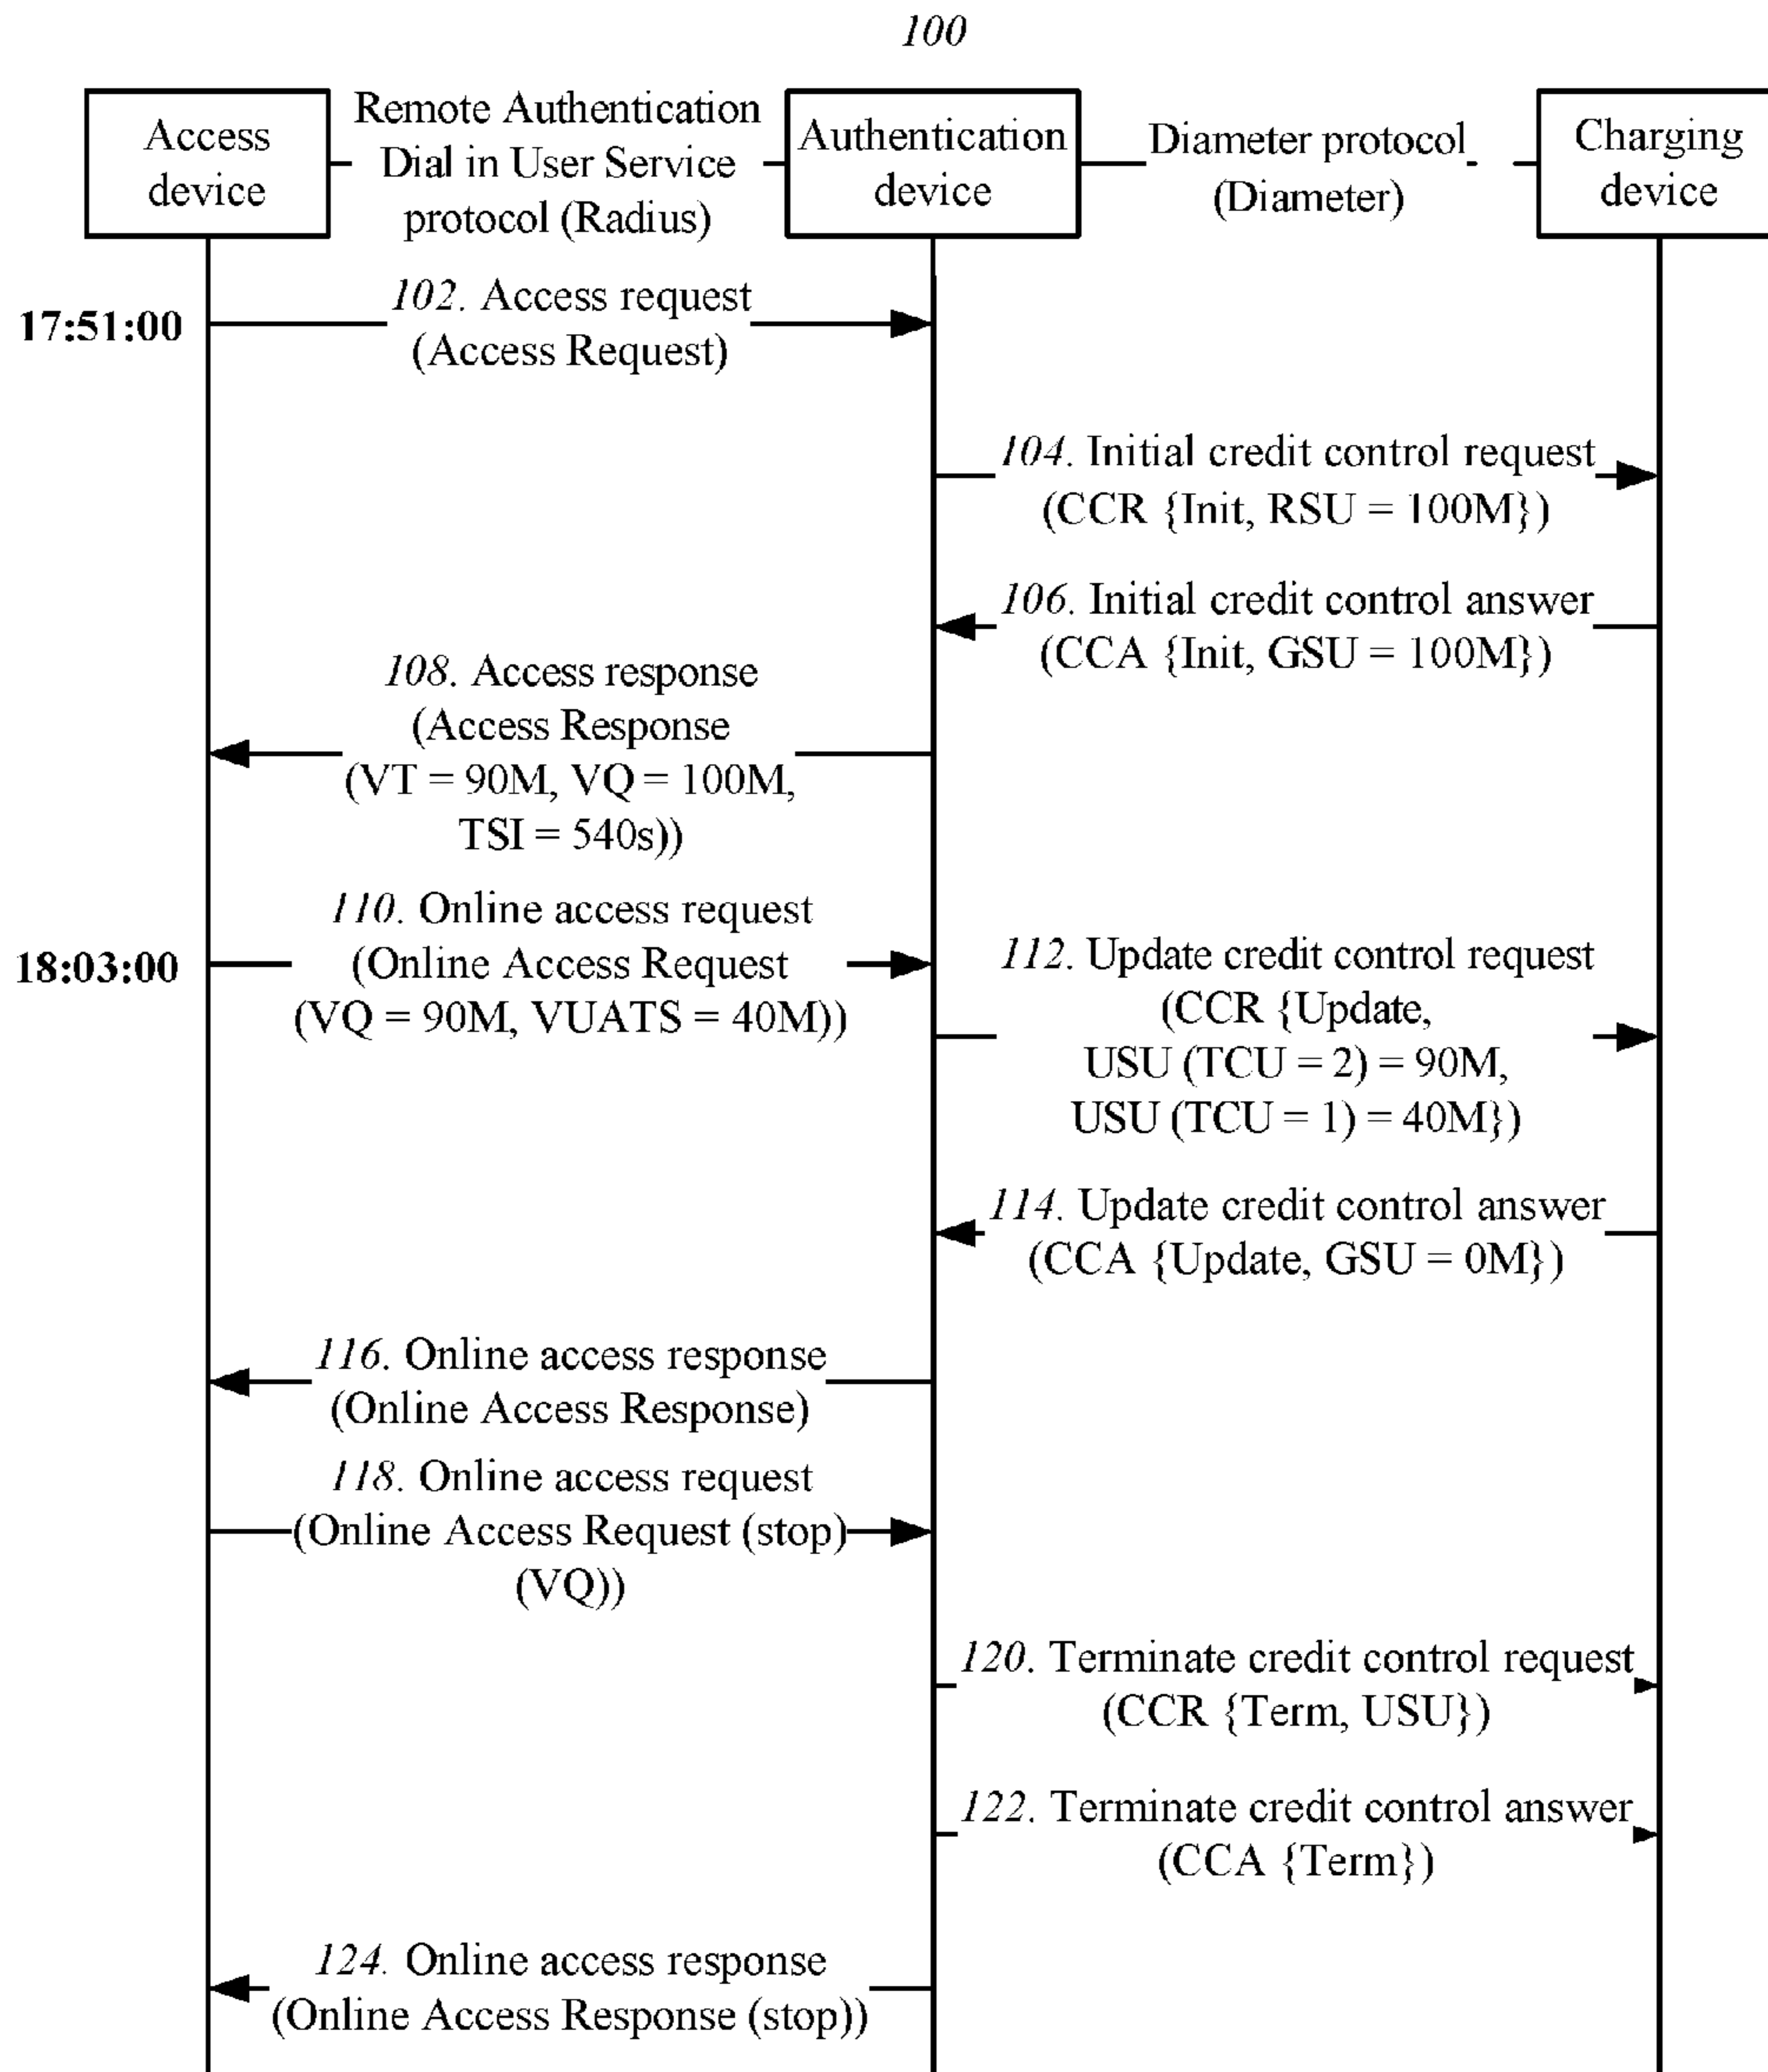 100
Access
device
Remote Authentication
Dial in User Service
protocol (Radius)
Authentication
device
Diameter protocol
(Diameter)
Charging
device
17:51:00
102. Access request
(Access Request)
104. Initial credit control request
(CCR {Init, RSU = 100M})
106. Initial credit control answer
(CCA {Init, GSU = 100M})
108. Access response
(Access Response
(VT = 90M, VQ = 100M,
TSI = 540s))
18:03:00
110. Online access request
(Online Access Request
(VQ = 90M, VUATS = 40M))
112. Update credit control request
(CCR {Update,
USU (TCU = 2) = 90M,
USU (TCU = 1) = 40M})
114. Update credit control answer
(CCA {Update, GSU = 0M})
116. Online access response
(Online Access Response)
118. Online access request
(Online Access Request (stop)
(VQ))
120. Terminate credit control request
(CCR {Term, USU})
122. Terminate credit control answer
(CCA {Term})
124. Online access response
(Online Access Response (stop))